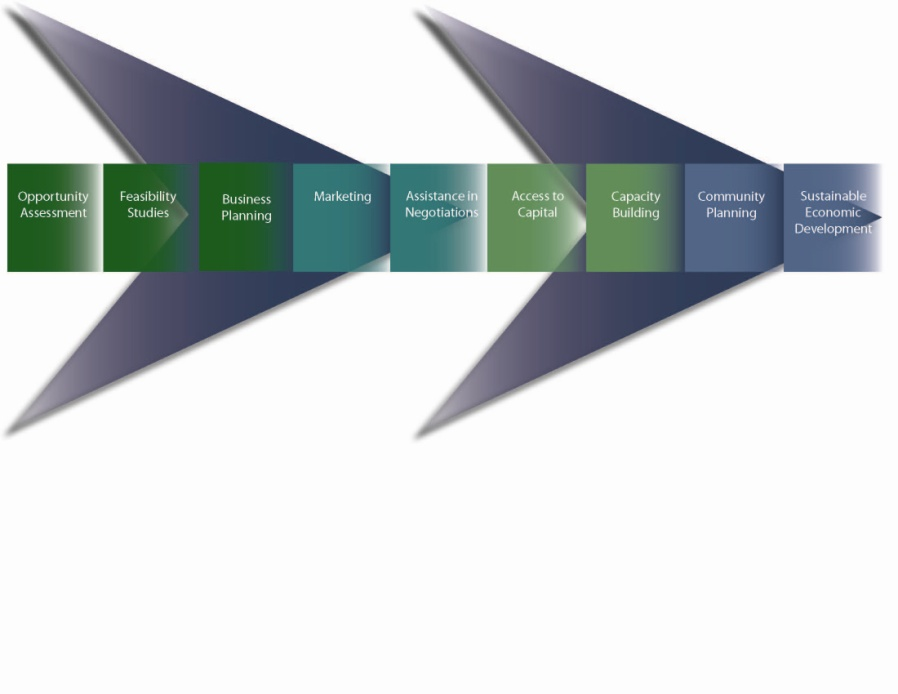 Opportunity
Assessment
Feasibility
Studies
Business
Planning
Marketing
Assistance in
Negotiations
Access to
Capital
Capacity
Building
Community
Planning
Sustainable
Economic
Development